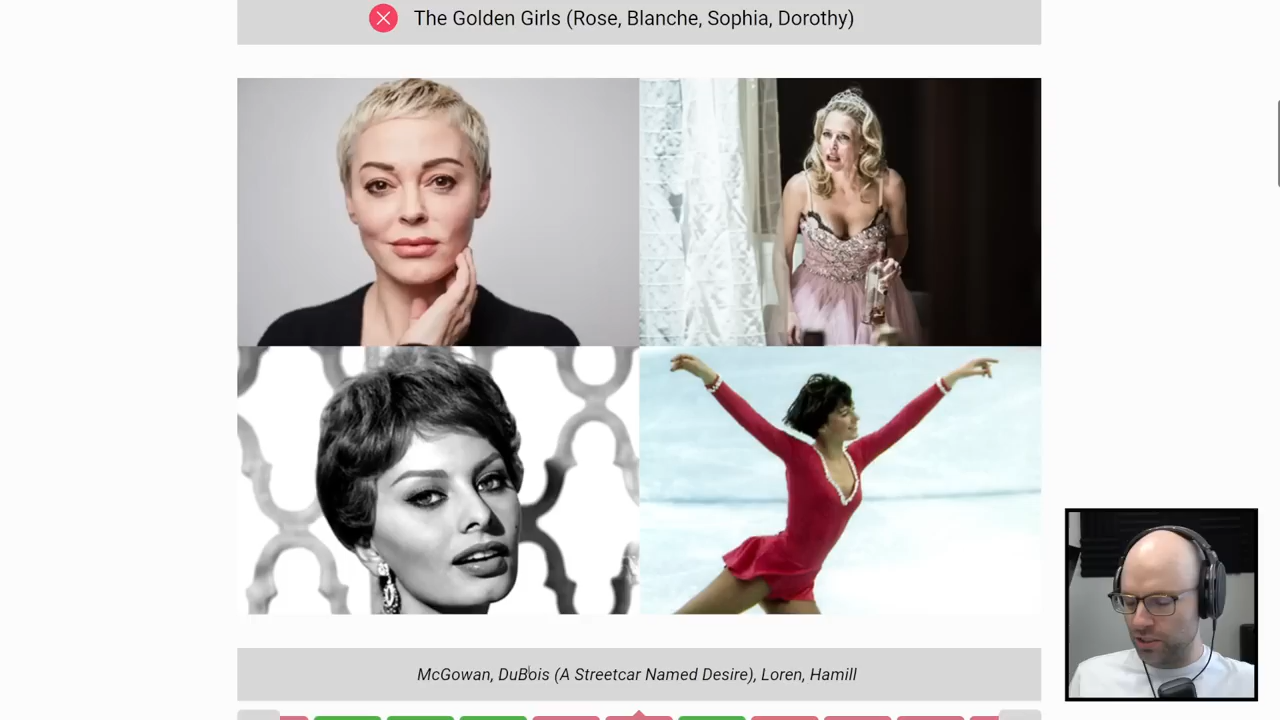 The Golden Girls (Rose, Blanche, Sophia, Dorothy)
McGowan, DuBois (A Streetcar Named Desire), Loren, Hamill